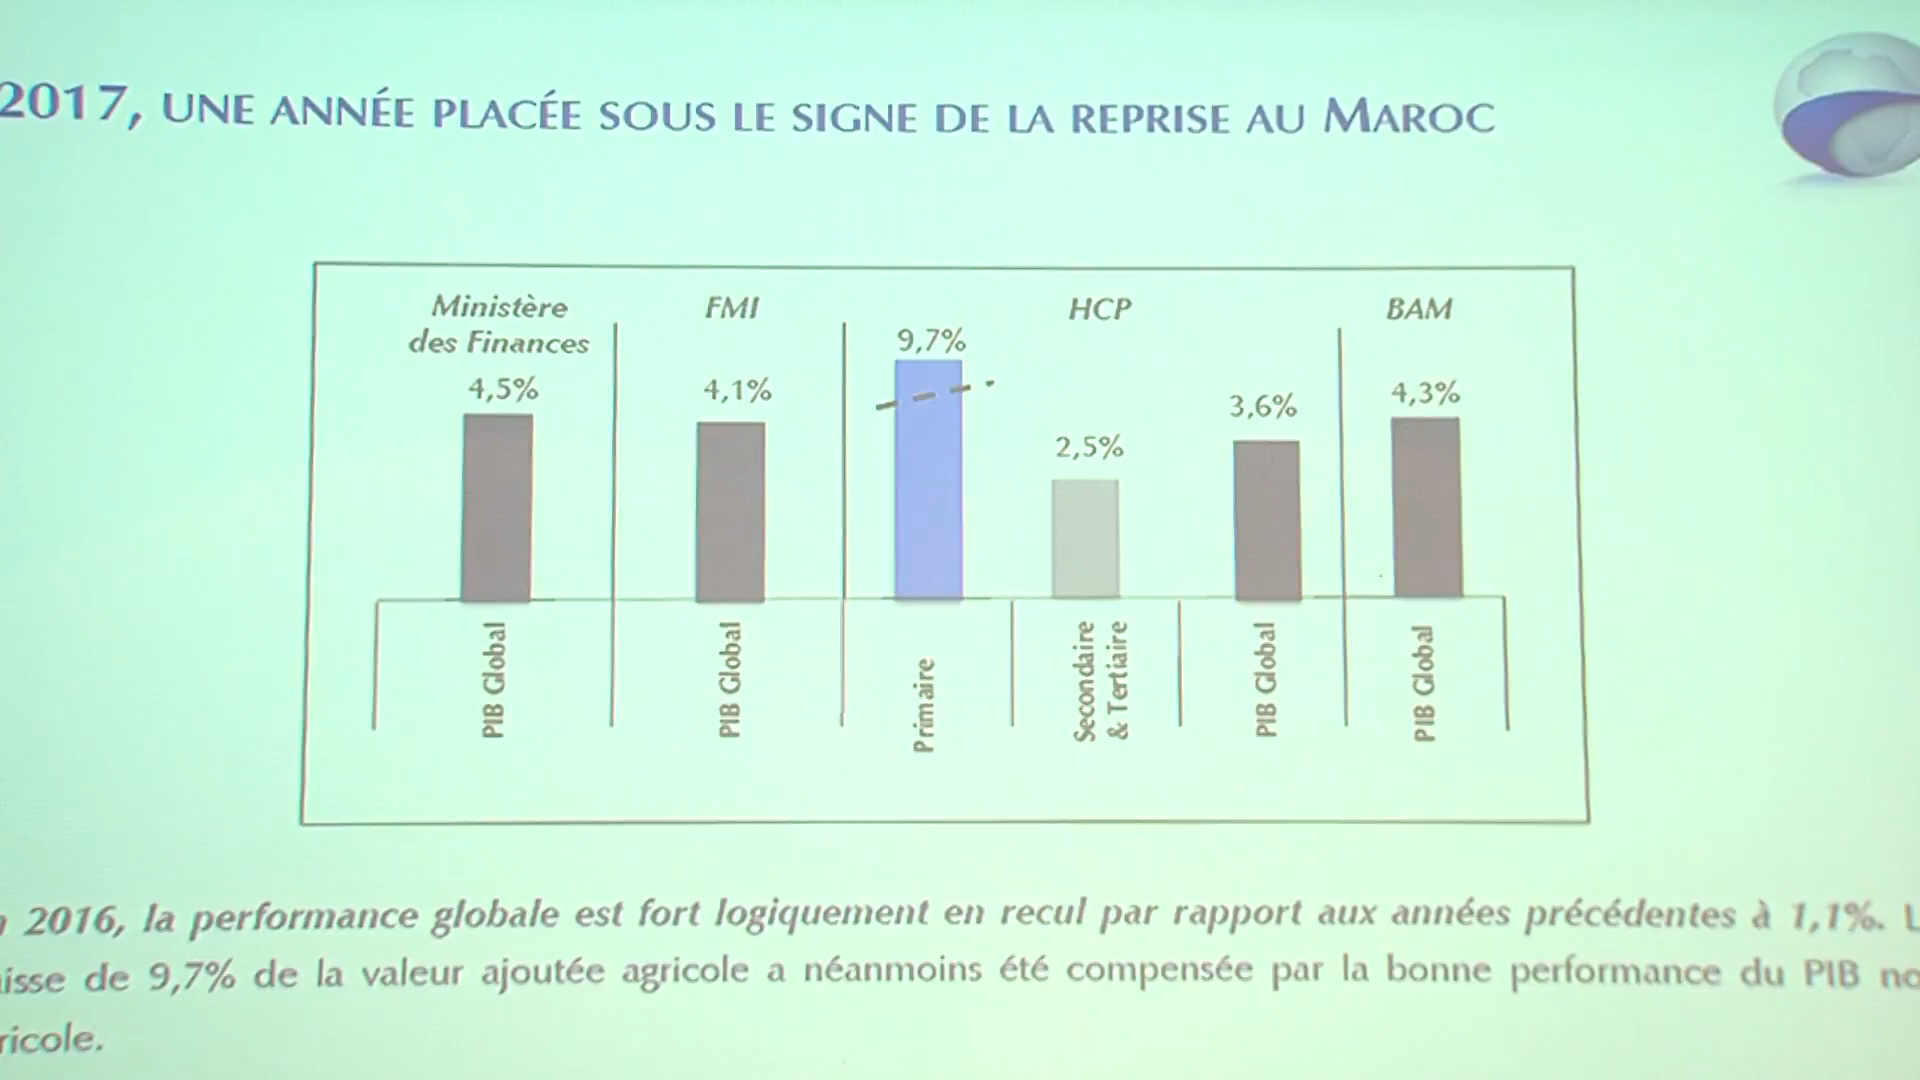 2017, UNE ANNÉE PLACÉE SOUS LE SIGNE DE LA REPRISE AU MAROC
Ministère
des Finances
FMI
HCP
BAM
4,5%
4,1%
9,7%
2,5%
3,6%
4,3%
PIB Global
PIB Global
Primaire
Secondaire
& Tertiaire
PIB Global
PIB Global
2016, la performance globale est fort logiquement en recul par rapport aux années précédentes à 1,1%.
de 9,7% de la valeur ajoutée agricole a néanmoins été compensée par la bonne performance du PIB